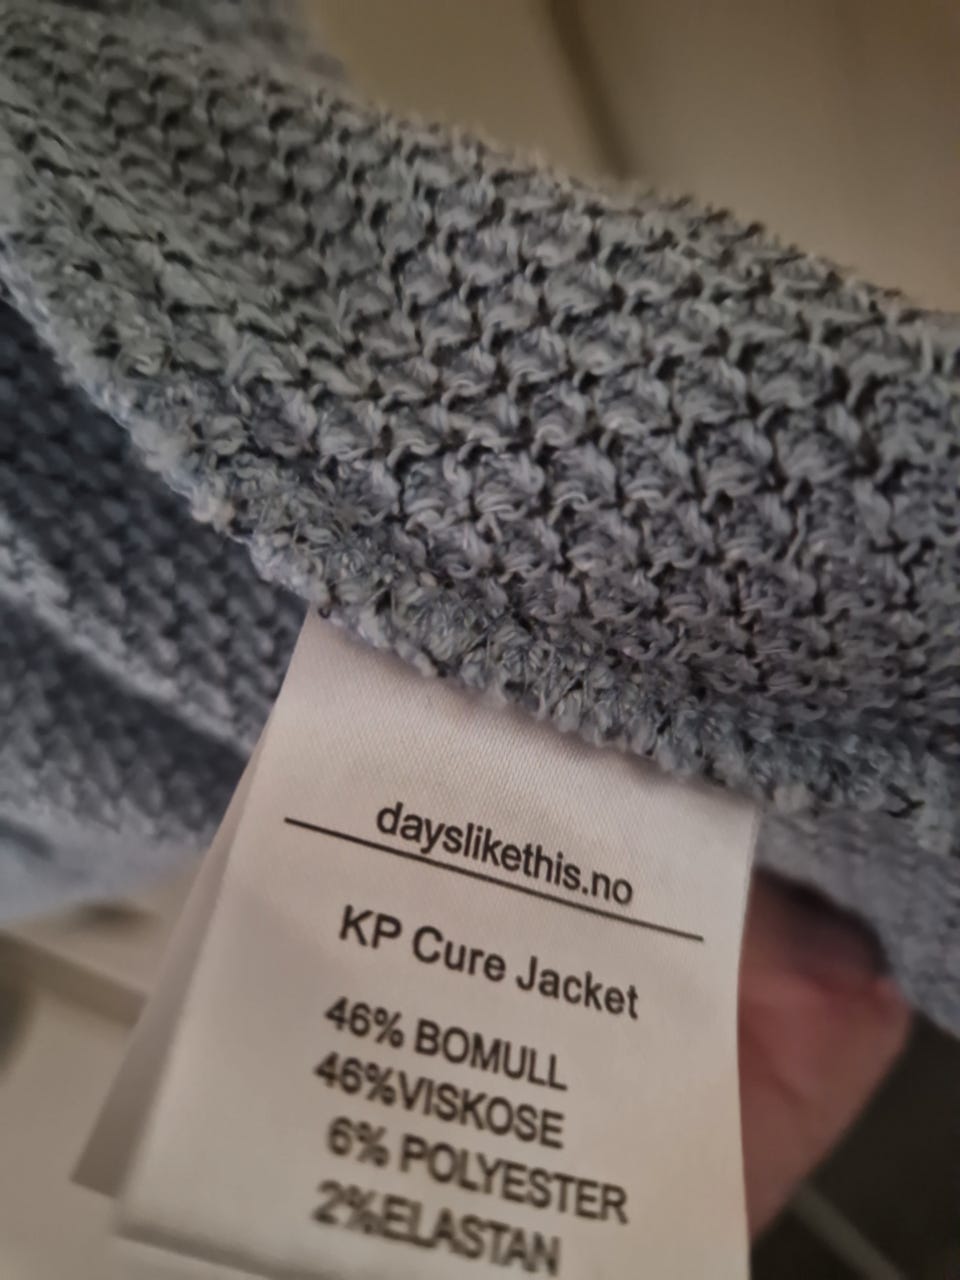 dayslikethis.no
KP Cure Jacket
46% BOMULL
46%VISKOSE
6% POLYESTER
2%ELASTAN